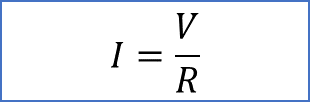 I = V/R